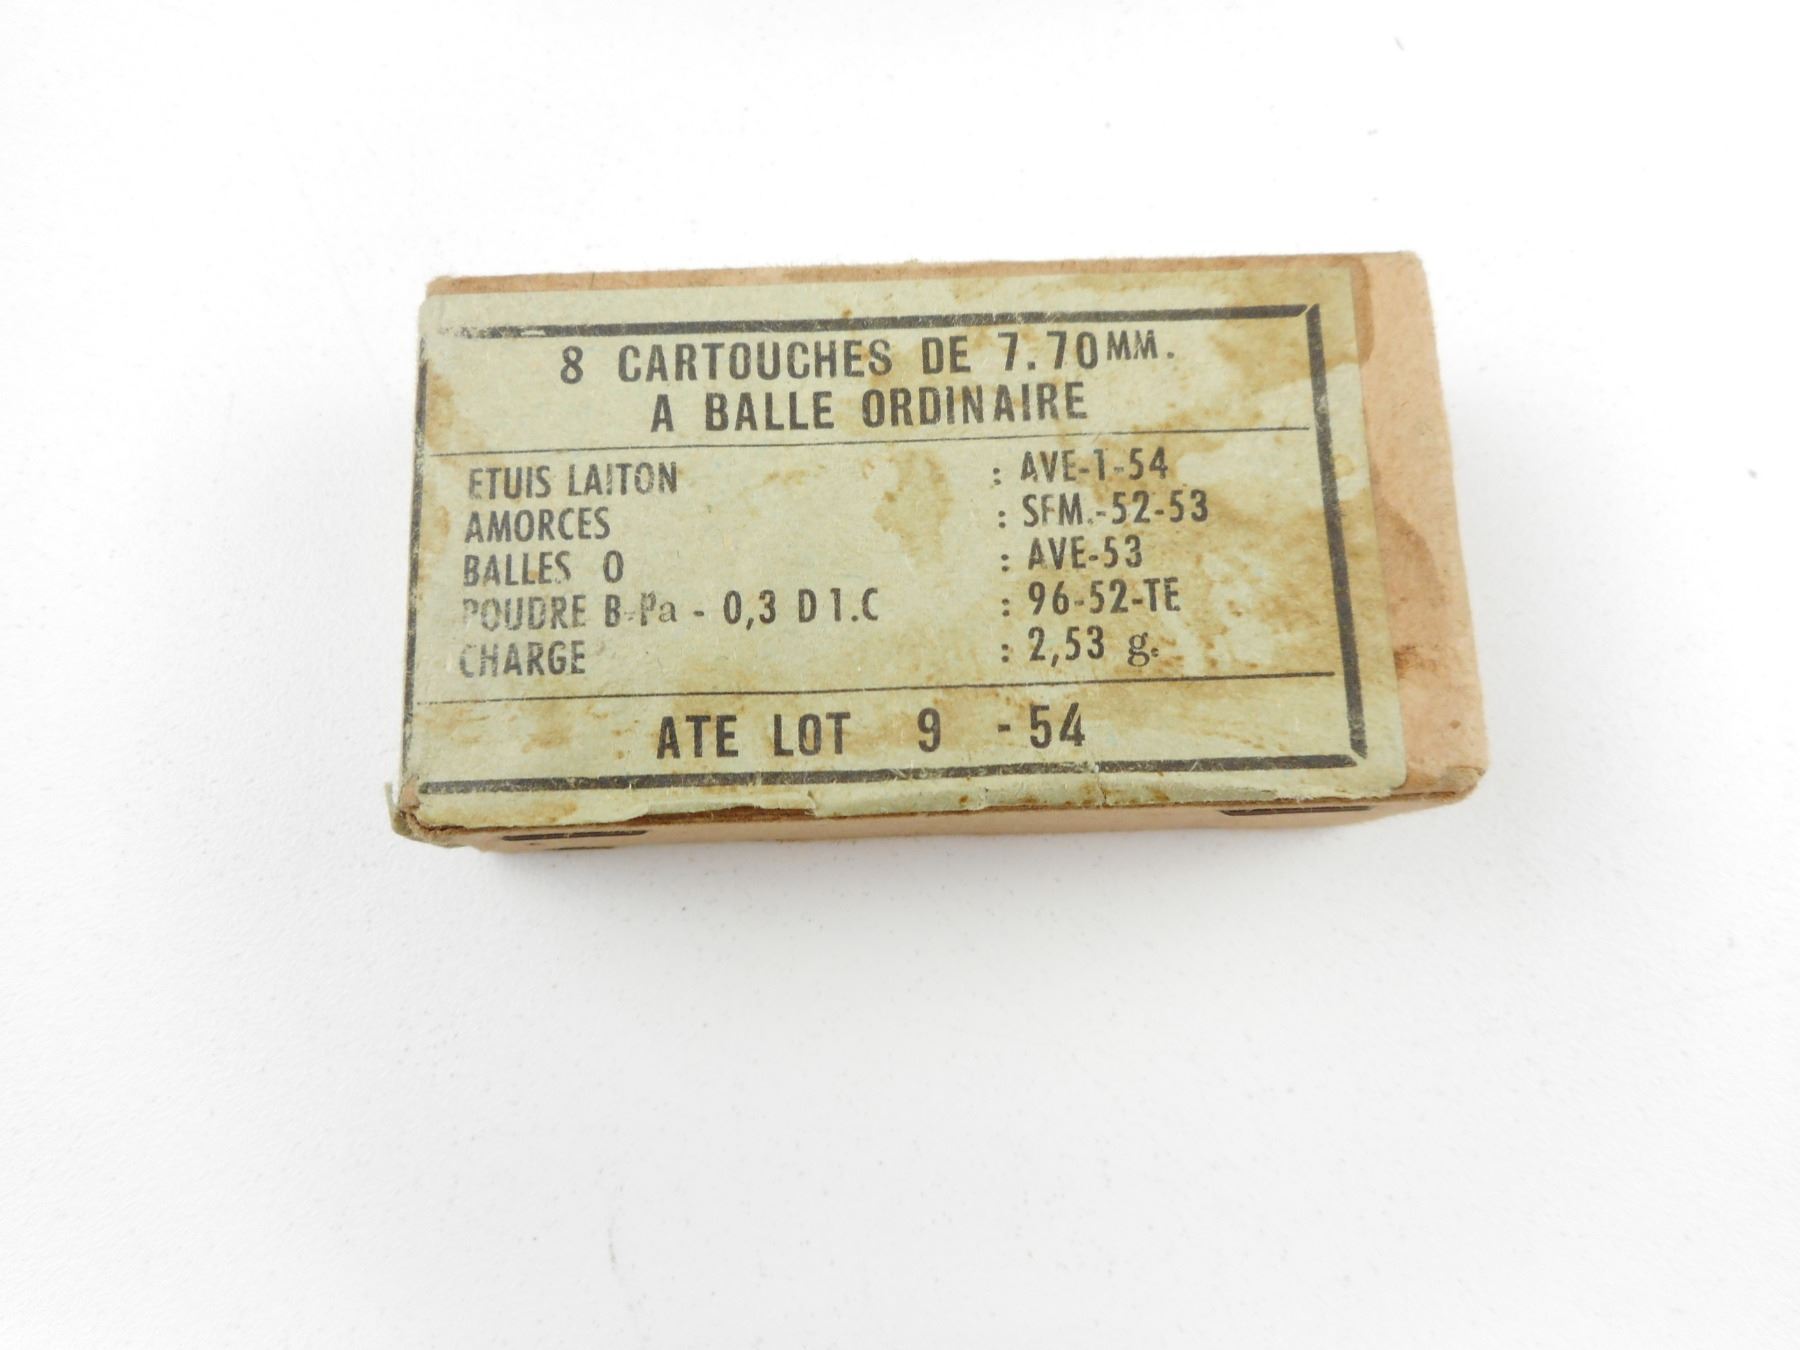 8 CARTOUCHES DE 7.70MM.
A BALLE ORDINAIRE
ETUIS LAITON : AVE-1-54
AMORCES : SFM.-52-53
BALLES O : AVE-53
POUDRE B-Pa - 0,3 D1.C : 96-52-TE
CHARGE : 2,53 g.
ATE LOT 9 - 54